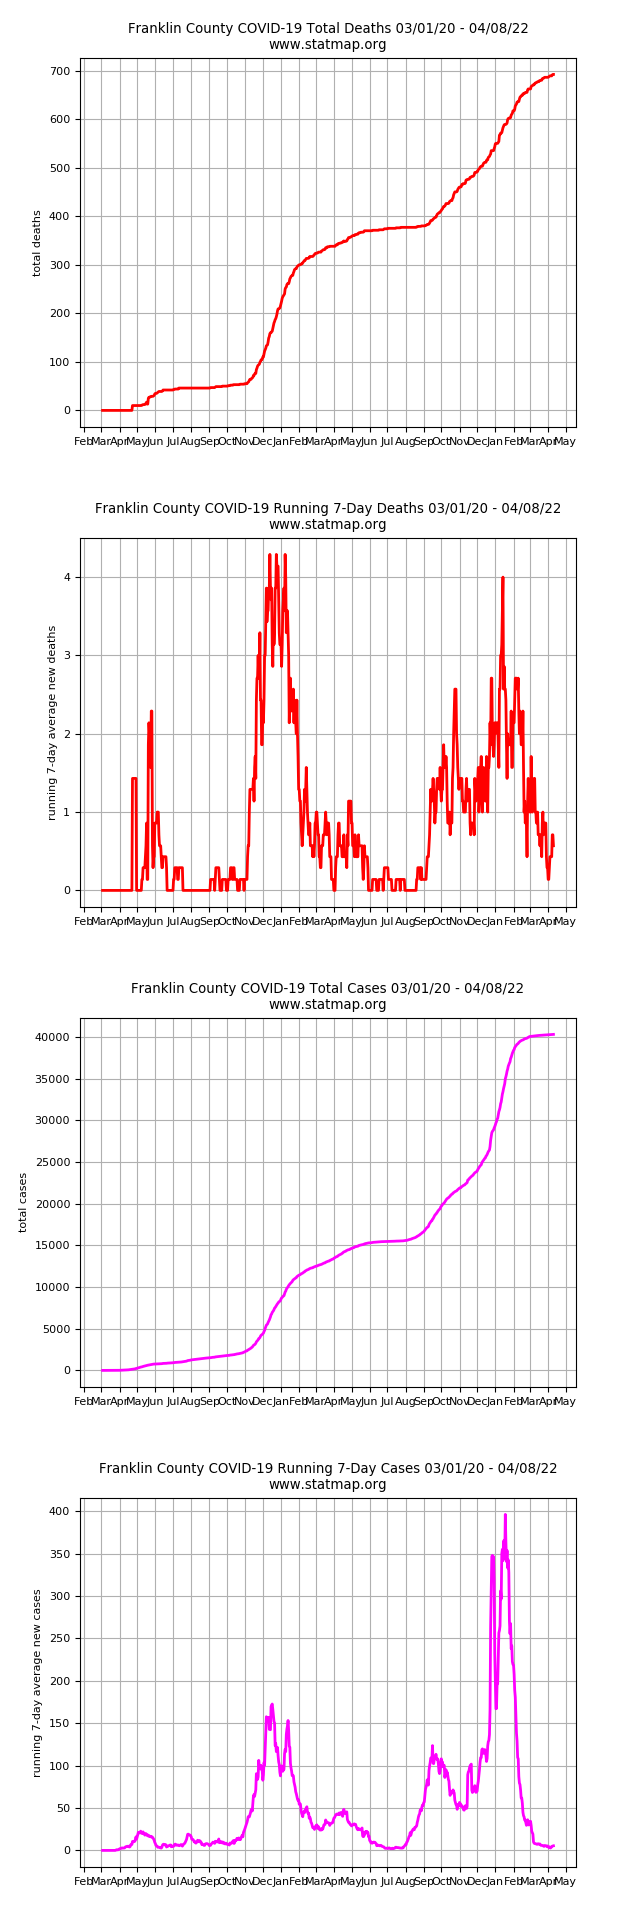 Franklin County COVID-19 Total Deaths 03/01/20 - 04/08/22
www.statmap.org
total deaths
700
600
500
400
300
200
100
0
Feb Mar Apr May Jun Jul Aug Sep Oct Nov Dec Jan Feb Mar Apr May Jun Jul Aug Sep Oct Nov Dec Jan Feb Mar Apr May
Franklin County COVID-19 Running 7-Day Deaths 03/01/20 - 04/08/22
www.statmap.org
running 7-day average new deaths
4
3
2
1
0
Feb Mar Apr May Jun Jul Aug Sep Oct Nov Dec Jan Feb Mar Apr May Jun Jul Aug Sep Oct Nov Dec Jan Feb Mar Apr May
Franklin County COVID-19 Total Cases 03/01/20 - 04/08/22
www.statmap.org
total cases
40000
35000
30000
25000
20000
15000
10000
5000
0
Feb Mar Apr May Jun Jul Aug Sep Oct Nov Dec Jan Feb Mar Apr May Jun Jul Aug Sep Oct Nov Dec Jan Feb Mar Apr May
Franklin County COVID-19 Running 7-Day Cases 03/01/20 - 04/08/22
www.statmap.org
running 7-day average new cases
400
350
300
250
200
150
100
50
0
Feb Mar Apr May Jun Jul Aug Sep Oct Nov Dec Jan Feb Mar Apr May Jun Jul Aug Sep Oct Nov Dec Jan Feb Mar Apr May